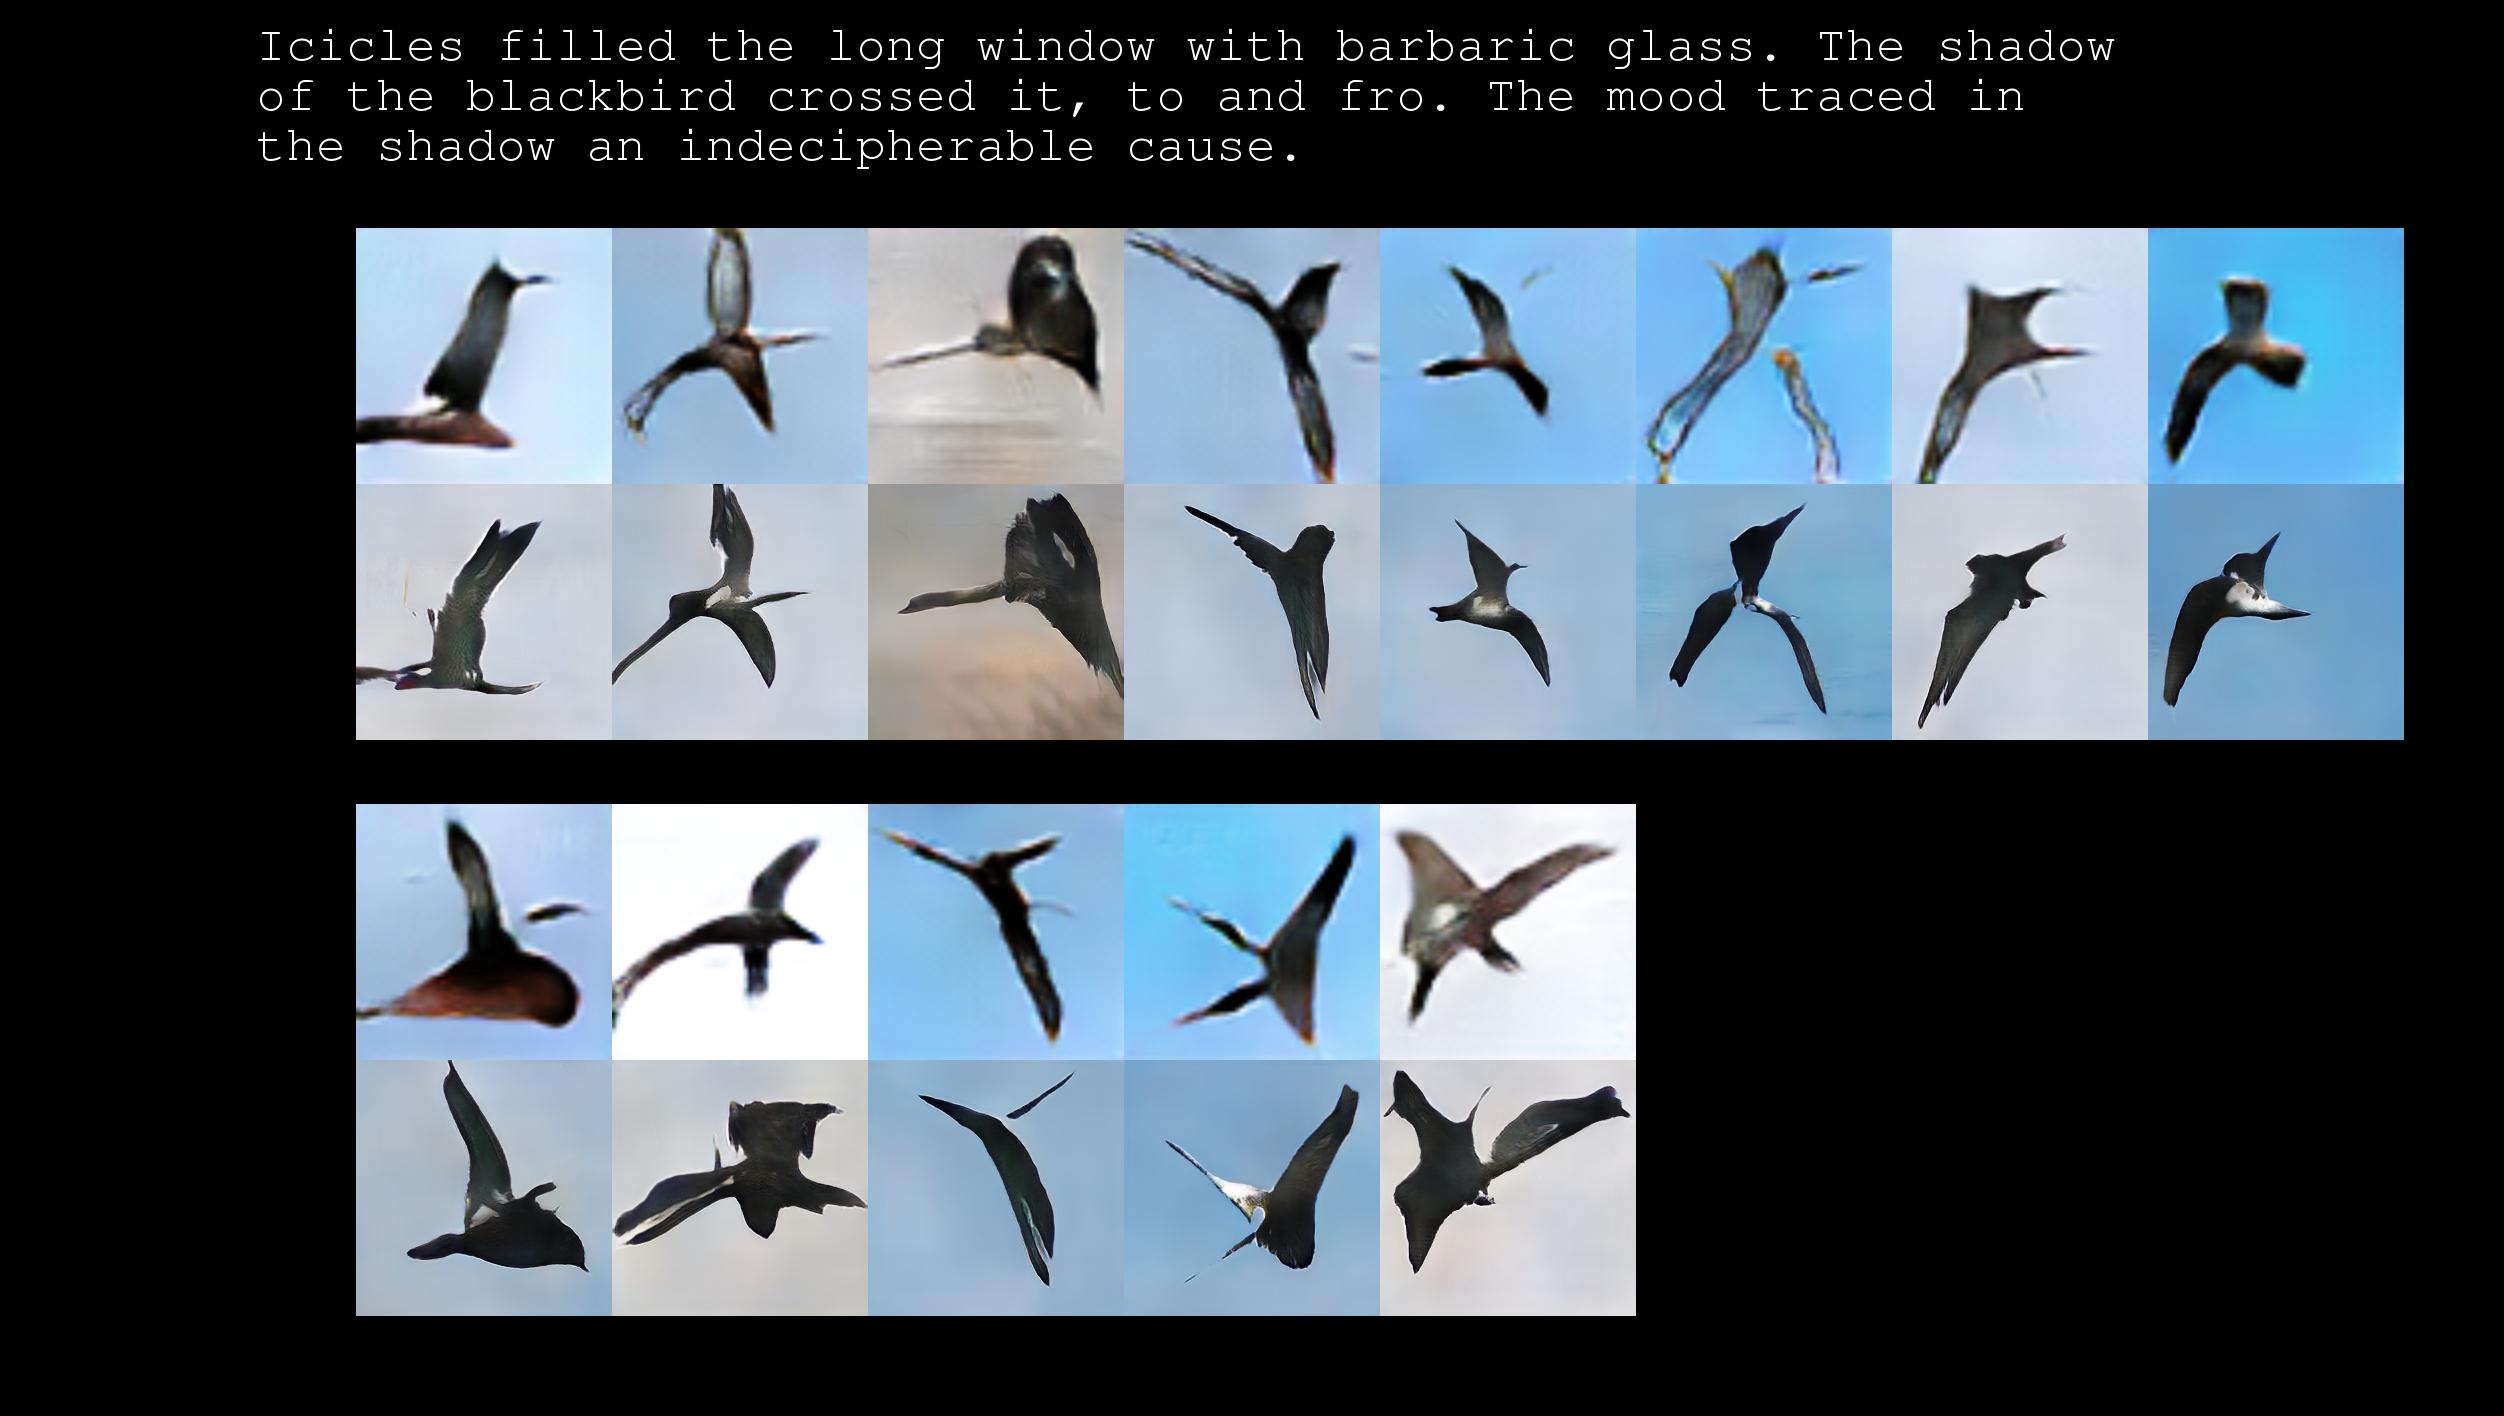 Icicles filled the long window with barbaric glass. The shadow
of the blackbird crossed it, to and fro. The mood traced in
the shadow an indecipherable cause.